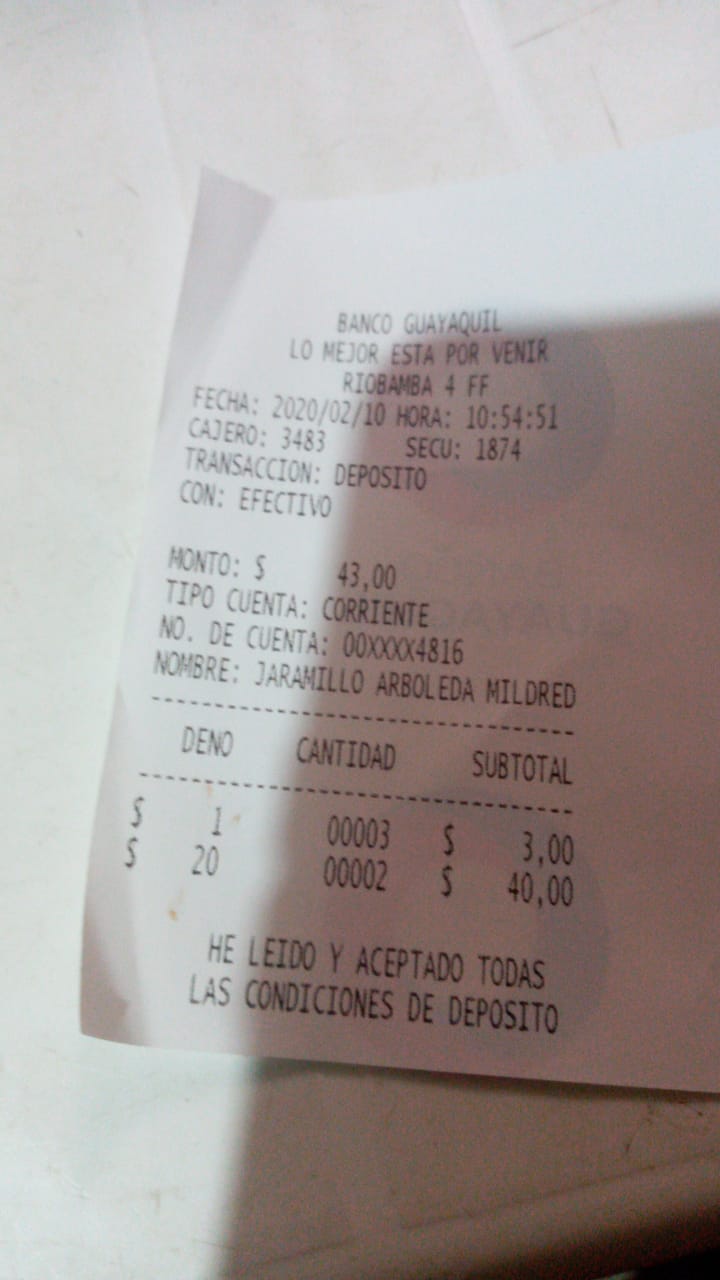 BANCO GUAYAQUIL
LO MEJOR ESTA POR VENIR
RIOBAMBA 4 FF
FECHA: 2020/02/10 HORA: 10:54:51
CAJERO: 3483 SECU: 1874
TRANSACCION: DEPOSITO
CON: EFECTIVO
MONTO: $ 43,00
TIPO CUENTA: CORRIENTE
NO. DE CUENTA: 00XXXX4816
NOMBRE: JARAMILLO ARBOLEDA MILDRED
--------------------------------
DENO CANTIDAD SUBTOTAL
--------------------------------
$ 1 00003 $ 3,00
$ 20 00002 $ 40,00
HE LEIDO Y ACEPTADO TODAS
LAS CONDICIONES DE DEPOSITO